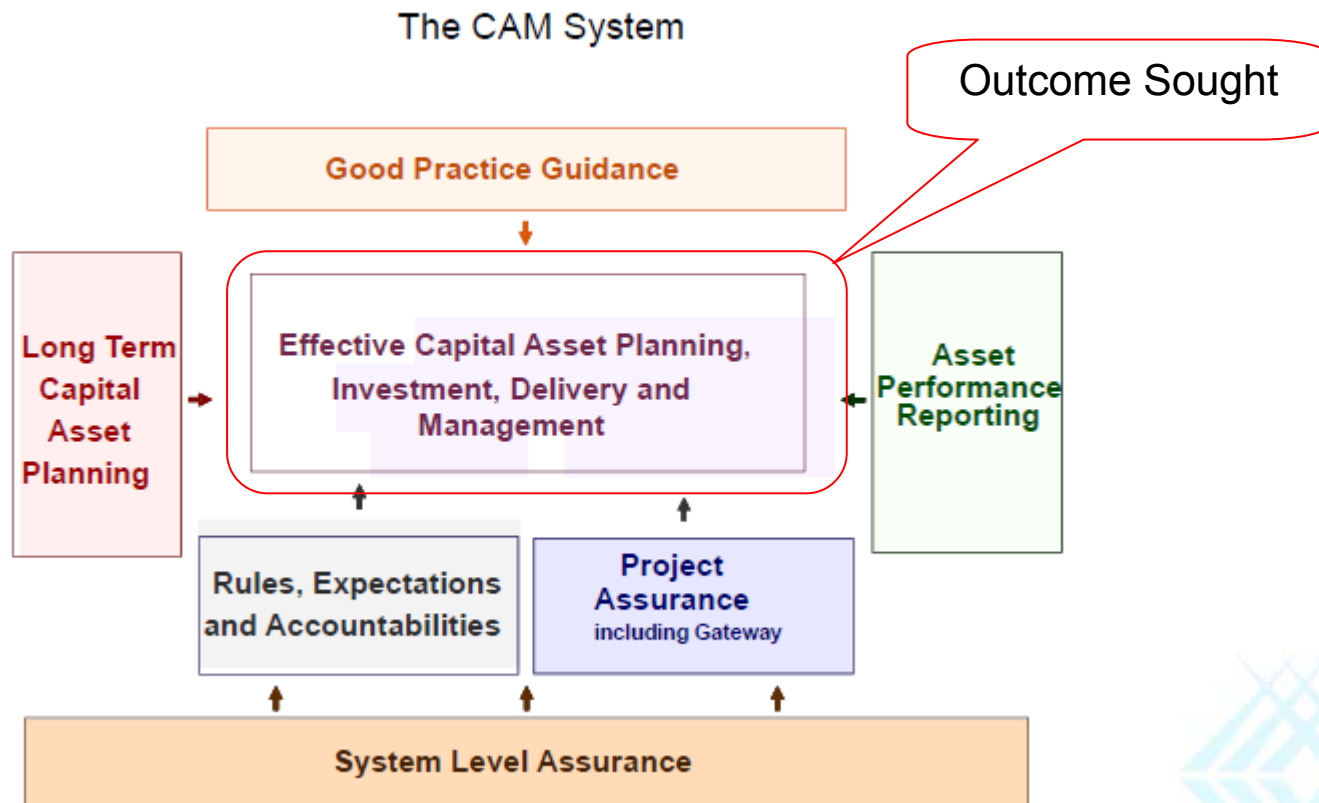 The CAM System
Outcome Sought
Good Practice Guidance
Long Term
Capital
Asset
Planning
Effective Capital Asset Planning,
Investment, Delivery and
Management
Asset
Performance
Reporting
Rules, Expectations
and Accountabilities
Project
Assurance
including Gateway
System Level Assurance